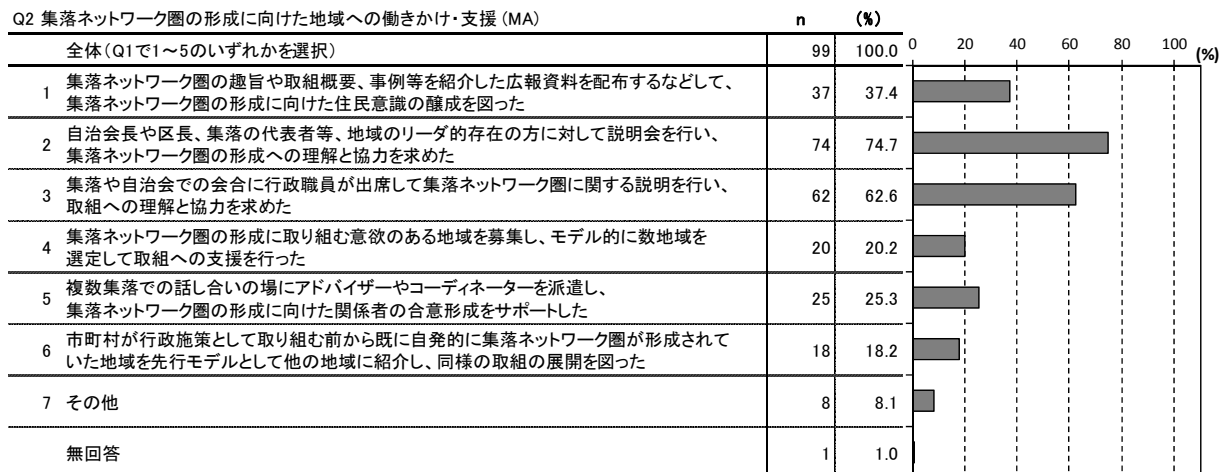 Q2 集落ネットワーク圏の形成に向けた地域への働きかけ・支援 (MA) n (%)
全体(Q1で1～5のいずれかを選択) 99 100.0
0 20 40 60 80 100 (%)
1 集落ネットワーク圏の趣旨や取組概要、事例等を紹介した広報資料を配布するなどして、
集落ネットワーク圏の形成に向けた住民意識の醸成を図った 37 37.4
2 自治会長や区長、集落の代表者等、地域のリーダ的存在の方に対して説明会を行い、
集落ネットワーク圏の形成への理解と協力を求めた 74 74.7
3 集落や自治会での会合に行政職員が出席して集落ネットワーク圏に関する説明を行い、
取組への理解と協力を求めた 62 62.6
4 集落ネットワーク圏の形成に取り組む意欲のある地域を募集し、モデル的に数地域を
選定して取組への支援を行った 20 20.2
5 複数集落での話し合いの場にアドバイザーやコーディネーターを派遣し、
集落ネットワーク圏の形成に向けた関係者の合意形成をサポートした 25 25.3
6 市町村が行政施策として取り組む前から既に自発的に集落ネットワーク圏が形成されて
いた地域を先行モデルとして他の地域に紹介し、同様の取組の展開を図った 18 18.2
7 その他 8 8.1
無回答 1 1.0